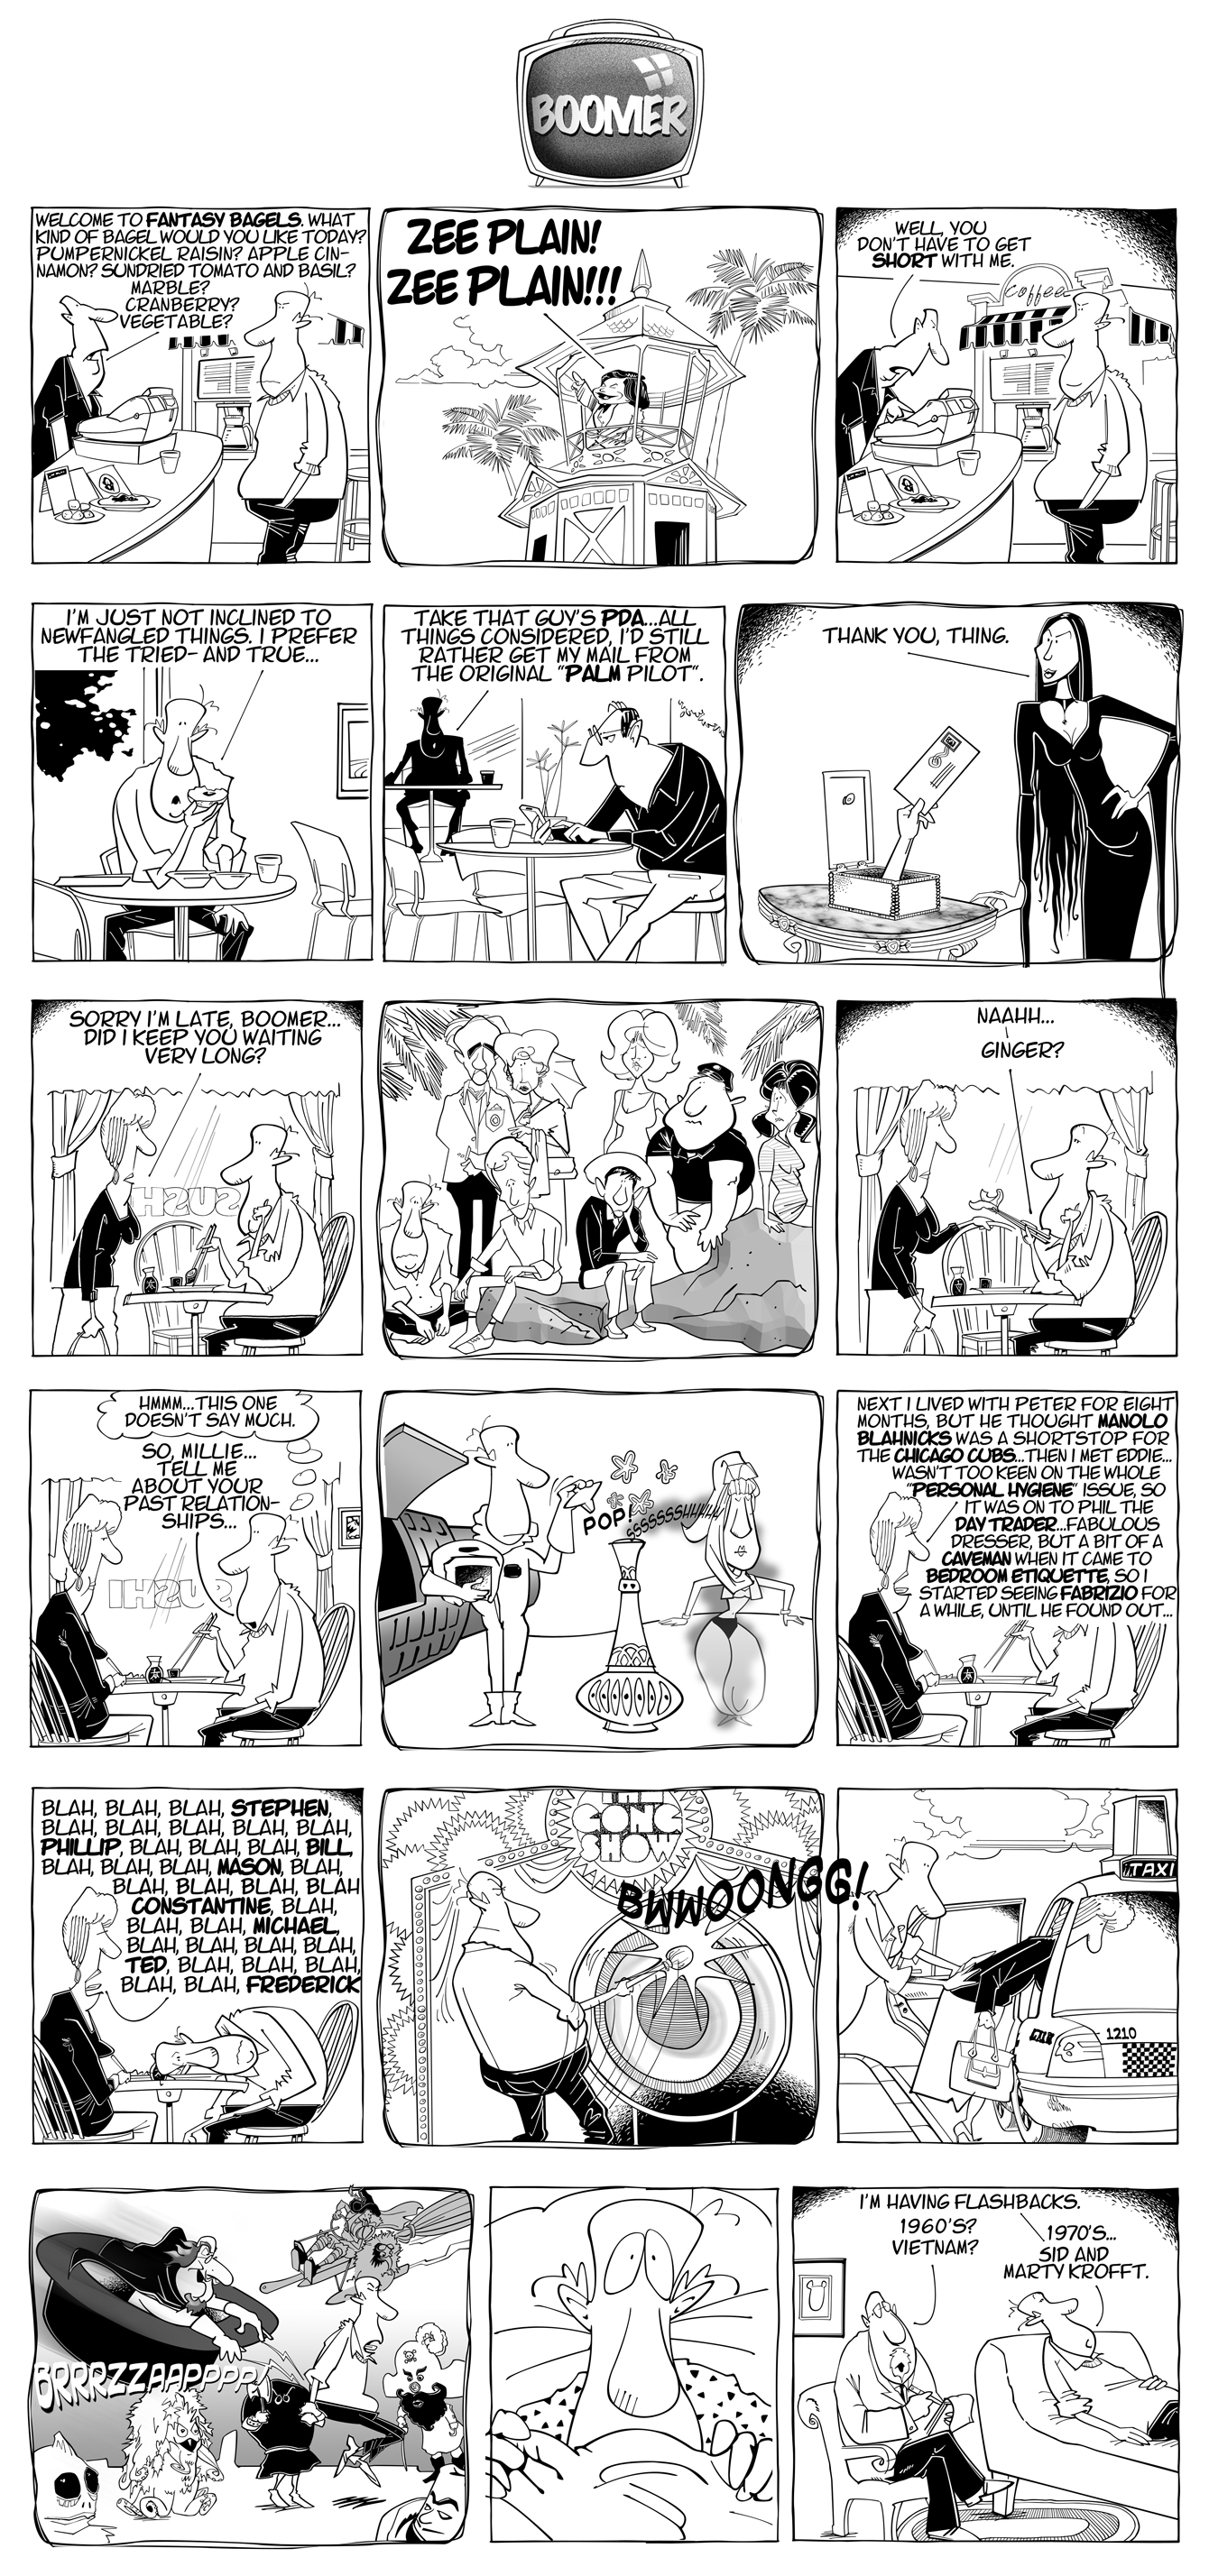 BOOMER
WELCOME TO FANTASY BAGELS. WHAT
KIND OF BAGEL WOULD YOU LIKE TODAY?
PUMPERNICKEL RAISIN? APPLE CIN-
NAMON? SUNDRIED TOMATO AND BASIL?
MARBLE?
CRANBERRY?
VEGETABLE?
ZEE PLAIN!
ZEE PLAIN!!!
WELL, YOU
DON'T HAVE TO GET
SHORT WITH ME.
Coffee
I'M JUST NOT INCLINED TO
NEWFANGLED THINGS. I PREFER
THE TRIED- AND TRUE...
TAKE THAT GUY'S PDA...ALL
THINGS CONSIDERED, I'D STILL
RATHER GET MY MAIL FROM
THE ORIGINAL "PALM PILOT".
THANK YOU, THING.
SORRY I'M LATE, BOOMER...
DID I KEEP YOU WAITING
VERY LONG?
SUSH
NAAHH...
GINGER?
HMMM...THIS ONE
DOESN'T SAY MUCH.
SO, MILLIE...
TELL ME
ABOUT YOUR
PAST RELATION-
SHIPS...
SUSHI
POP!
SSSSSSSHHHHH
NEXT I LIVED WITH PETER FOR EIGHT
MONTHS, BUT HE THOUGHT MANOLO
BLAHNICKS WAS A SHORTSTOP FOR
THE CHICAGO CUBS...THEN I MET EDDIE...
WASN'T TOO KEEN ON THE WHOLE
"PERSONAL HYGIENE" ISSUE, SO
IT WAS ON TO PHIL THE
DAY TRADER...FABULOUS
DRESSER, BUT A BIT OF A
CAVEMAN WHEN IT CAME TO
BEDROOM ETIQUETTE, SO I
STARTED SEEING FABRIZIO FOR
A WHILE, UNTIL HE FOUND OUT...
BLAH, BLAH, BLAH, STEPHEN,
BLAH, BLAH, BLAH, BLAH, BLAH,
PHILLIP, BLAH, BLAH, BLAH, BILL,
BLAH, BLAH, BLAH, MASON, BLAH,
BLAH, BLAH, BLAH, BLAH
CONSTANTINE, BLAH,
BLAH, BLAH, MICHAEL,
BLAH, BLAH, BLAH, BLAH,
TED, BLAH, BLAH, BLAH,
BLAH, BLAH, FREDERICK
THE
GONG
SHOW
BWWOONGG!
TAXI
1210
BRRRZZAAPPPP!
I'M HAVING FLASHBACKS.
1960'S?
VIETNAM?
1970'S...
SID AND
MARTY KROFFT.